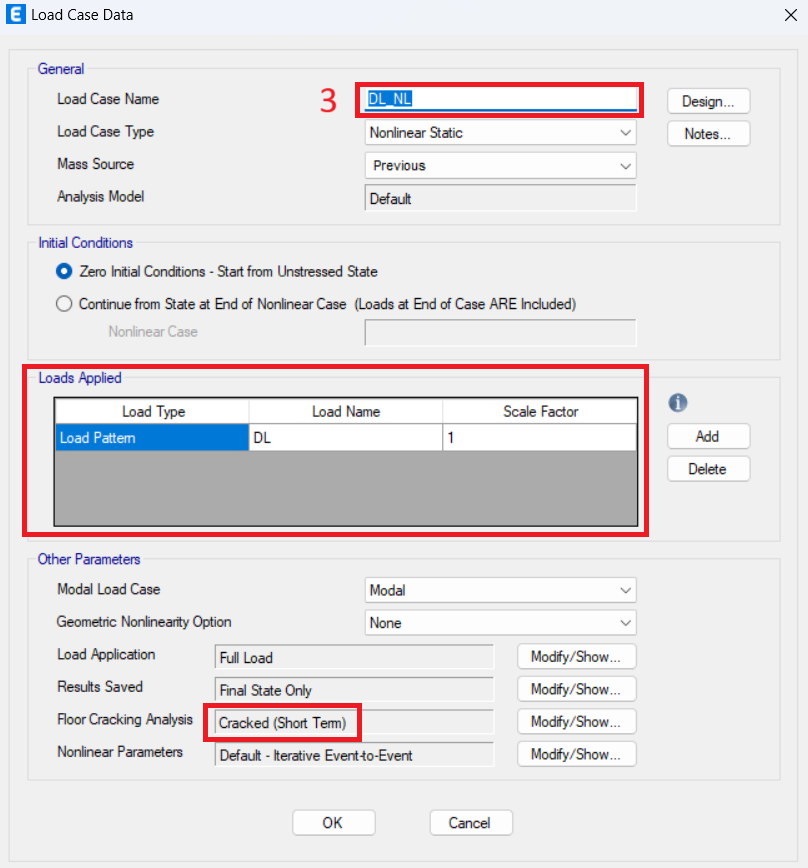 E Load Case Data
General
3
Load Case Name DL_NL Design...
Load Case Type Nonlinear Static Notes...
Mass Source Previous
Analysis Model Default
Initial Conditions
Zero Initial Conditions - Start from Unstressed State
Continue from State at End of Nonlinear Case (Loads at End of Case ARE Included)
Nonlinear Case
Loads Applied
i
Load Type Load Name Scale Factor
Load Pattern DL 1 Add
Delete
Other Parameters
Modal Load Case Modal
Geometric Nonlinearity Option None
Load Application Full Load Modify/Show...
Results Saved Final State Only Modify/Show...
Floor Cracking Analysis Cracked (Short Term) Modify/Show...
Nonlinear Parameters Default - Iterative Event-to-Event Modify/Show...
OK Cancel